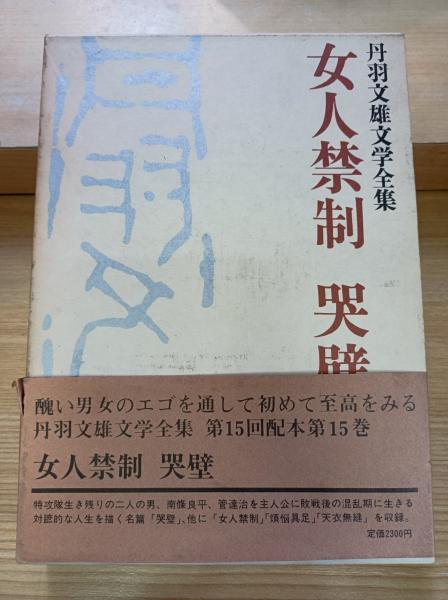 丹羽文雄文学全集
女人禁制 哭壁
丹羽文
醜い男女のエゴを通して初めて至高をみる
丹羽文雄文学全集 第15回配本第15巻
女人禁制 哭壁
特攻隊生き残りの二人の男、南條良平、菅達治を主人公に敗戦後の混乱期に生きる
対蹠的な人生を描く名篇「哭壁」、他に「女人禁制」「煩悩具足」「天衣無縫」を収録。
定価2300円